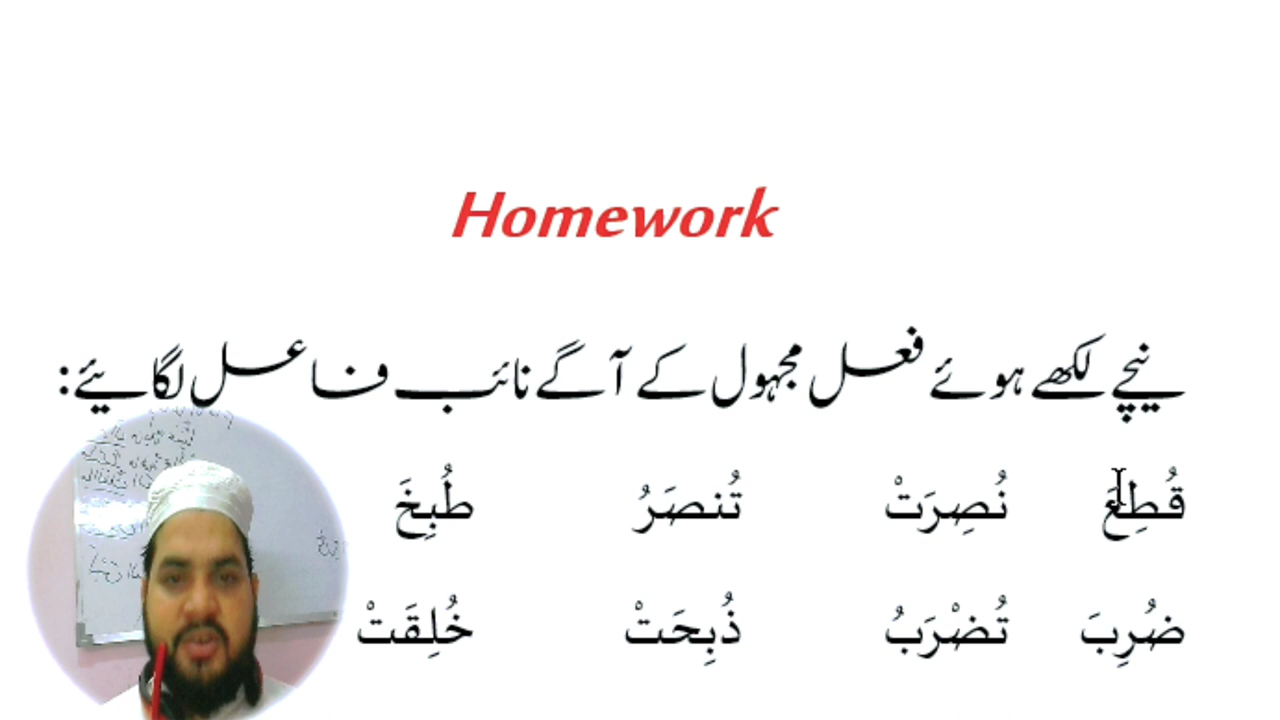 Homework
نیچے لکھے ہوئے فعل مجہول کے آگے نائب فاعل لگائیے:
قُطِعَ نُصِرَتْ تُنصَرُ طُبِخَ
ضُرِبَ تُضْرَبُ ذُبِحَتْ خُلِقَتْ